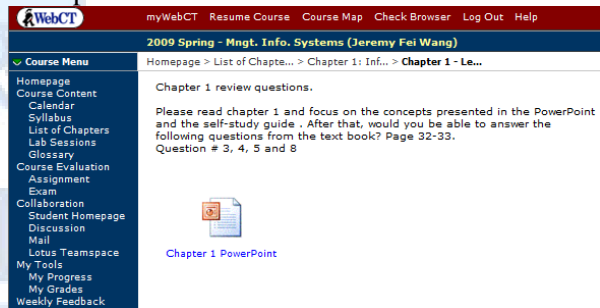 WebCT
myWebCT Resume Course Course Map Check Browser Log Out Help
2009 Spring - Mngt. Info. Systems (Jeremy Fei Wang)
Course Menu
Homepage > List of Chapte... > Chapter 1: Inf... > Chapter 1 - Le...
Homepage
Course Content
Calendar
Syllabus
List of Chapters
Lab Sessions
Glossary
Course Evaluation
Assignment
Exam
Collaboration
Student Homepage
Discussion
Mail
Lotus Teamspace
My Tools
My Progress
My Grades
Weekly Feedback
Chapter 1 review questions.
Please read chapter 1 and focus on the concepts presented in the PowerPoint
and the self-study guide . After that, would you be able to answer the
following questions from the text book? Page 32-33.
Question # 3, 4, 5 and 8
Chapter 1 PowerPoint